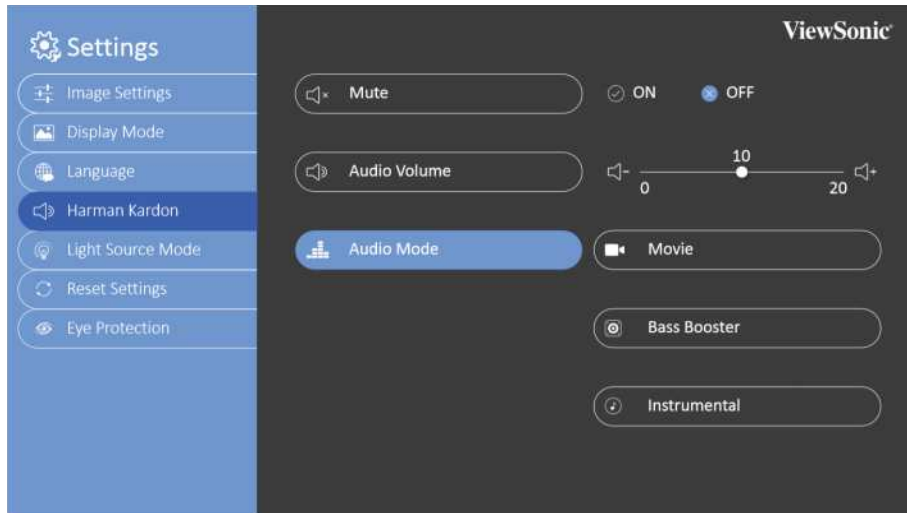 Settings
ViewSonic®
Image Settings
Display Mode
Language
Harman Kardon
Light Source Mode
Reset Settings
Eye Protection
Mute
ON
OFF
Audio Volume
10
0
20
Audio Mode
Movie
Bass Booster
Instrumental